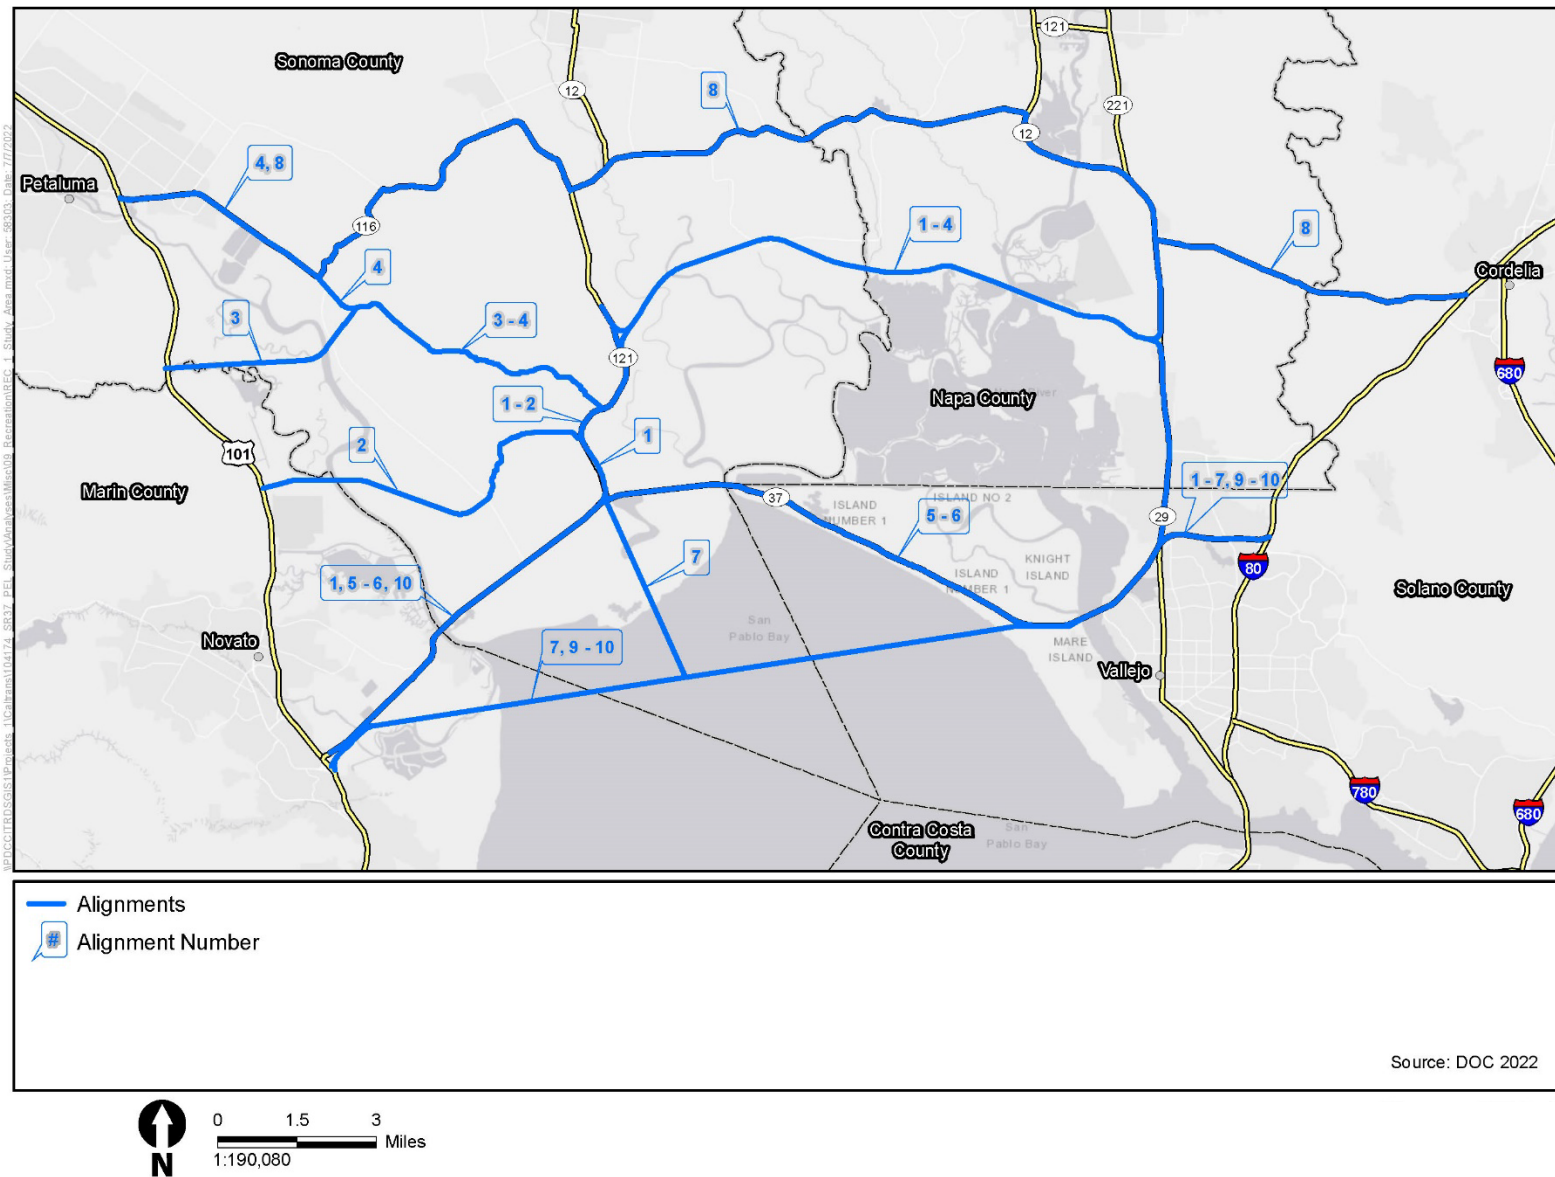 121
Sonoma County
12
8
221
12
4, 8
Petaluma
116
1 - 4
8
4
Cordelia
3
3 - 4
121
680
Napa County
1 - 2
1
2
101
Marin County
1 - 7, 9 - 10
37
ISLAND
NUMBER 1
ISLAND NO 2
5 - 6
29
7
KNIGHT
ISLAND
80
1, 5 - 6, 10
ISLAND
NUMBER 1
Solano County
San
Pablo Bay
Novato
7, 9 - 10
MARE
ISLAND
Vallejo
780
680
Contra Costa
County
San
Pablo Bay
Alignments
# Alignment Number
Source: DOC 2022
0 1.5 3
Miles
1:190,080
N